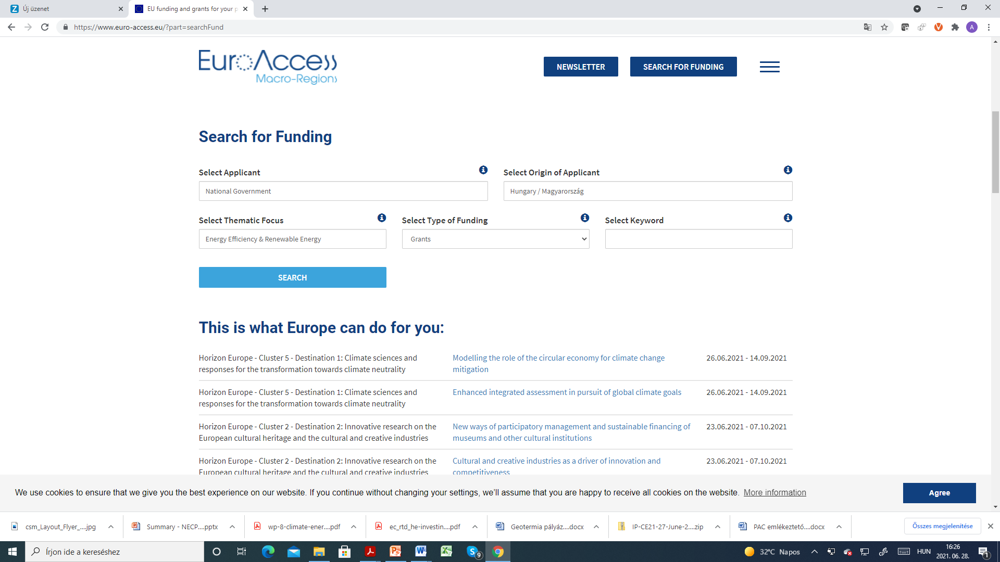 Új üzenet
EU funding and grants for your p
https://www.euro-access.eu/?part=searchFund
A
EuroAccess
Macro-Regions
NEWSLETTER
SEARCH FOR FUNDING
Search for Funding
Select Applicant
Select Origin of Applicant
National Government
Hungary / Magyarország
Select Thematic Focus
Select Type of Funding
Select Keyword
Energy Efficiency & Renewable Energy
Grants
SEARCH
This is what Europe can do for you:
Horizon Europe - Cluster 5 - Destination 1: Climate sciences and
responses for the transformation towards climate neutrality
Modelling the role of the circular economy for climate change
mitigation
26.06.2021 - 14.09.2021
Horizon Europe - Cluster 5 - Destination 1: Climate sciences and
responses for the transformation towards climate neutrality
Enhanced integrated assessment in pursuit of global climate goals
26.06.2021 - 14.09.2021
Horizon Europe - Cluster 2 - Destination 2: Innovative research on the
European cultural heritage and the cultural and creative industries
New ways of participatory management and sustainable financing of
museums and other cultural institutions
23.06.2021 - 07.10.2021
Horizon Europe - Cluster 2 - Destination 2: Innovative research on the
European cultural heritage and the cultural and creative industries
Cultural and creative industries as a driver of innovation and
competitiveness
23.06.2021 - 07.10.2021
We use cookies to ensure that we give you the best experience on our website. If you continue without changing your settings, we'll assume that you are happy to receive all cookies on the website. More information
Agree
csm_Layout_Flyer_....jpg
Summary - NECP....pptx
wp-8-climate-ener....pdf
ec_rtd_he-investin....pdf
Geotermia pályáz....docx
IP-CE21-27-June-2....zip
PAC emlékeztető....docx
Összes megjelenítése
Írjon ide a kereséshez
9
32°C Napos
HUN
16:26
2021. 06. 28.
1